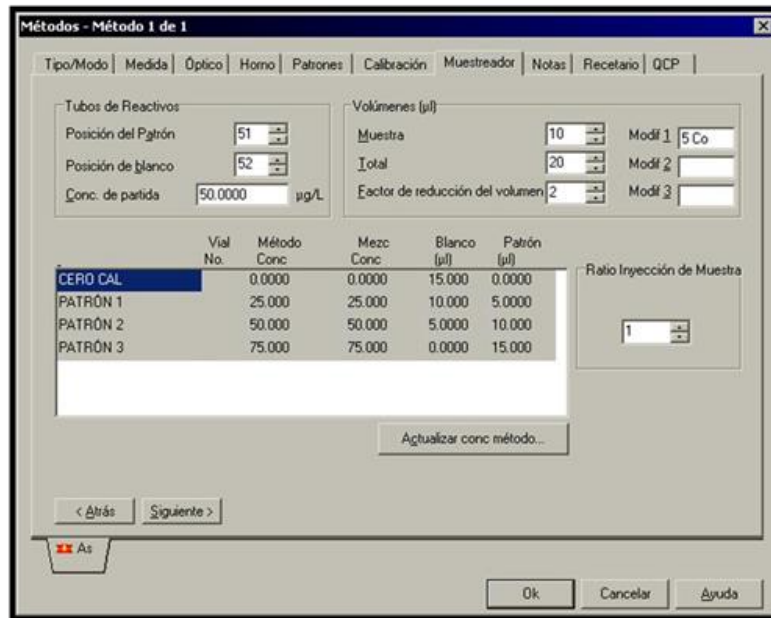 Métodos - Método 1 de 1
Tipo/Modo Medida Óptico Horno Patrones Calibración Muestreador Notas Recetario QCP
Tubos de Reactivos
Posición del Patrón 51
Posición de blanco 52
Conc. de partida 50.0000 µg/L
Volúmenes (µl)
Muestra 10 Modif 1 5 Co
Total 20 Modif 2
Factor de reducción del volumen 2 Modif 3
Vial Método Mezc Blanco Patrón
No. Conc Conc (µl) (µl)
CERO CAL 0.0000 0.0000 15.000 0.0000
PATRÓN 1 25.000 25.000 10.000 5.0000
PATRÓN 2 50.000 50.000 5.0000 10.000
PATRÓN 3 75.000 75.000 0.0000 15.000
Ratio Inyección de Muestra
1
Actualizar conc método...
< Atrás Siguiente >
As
Ok Cancelar Ayuda